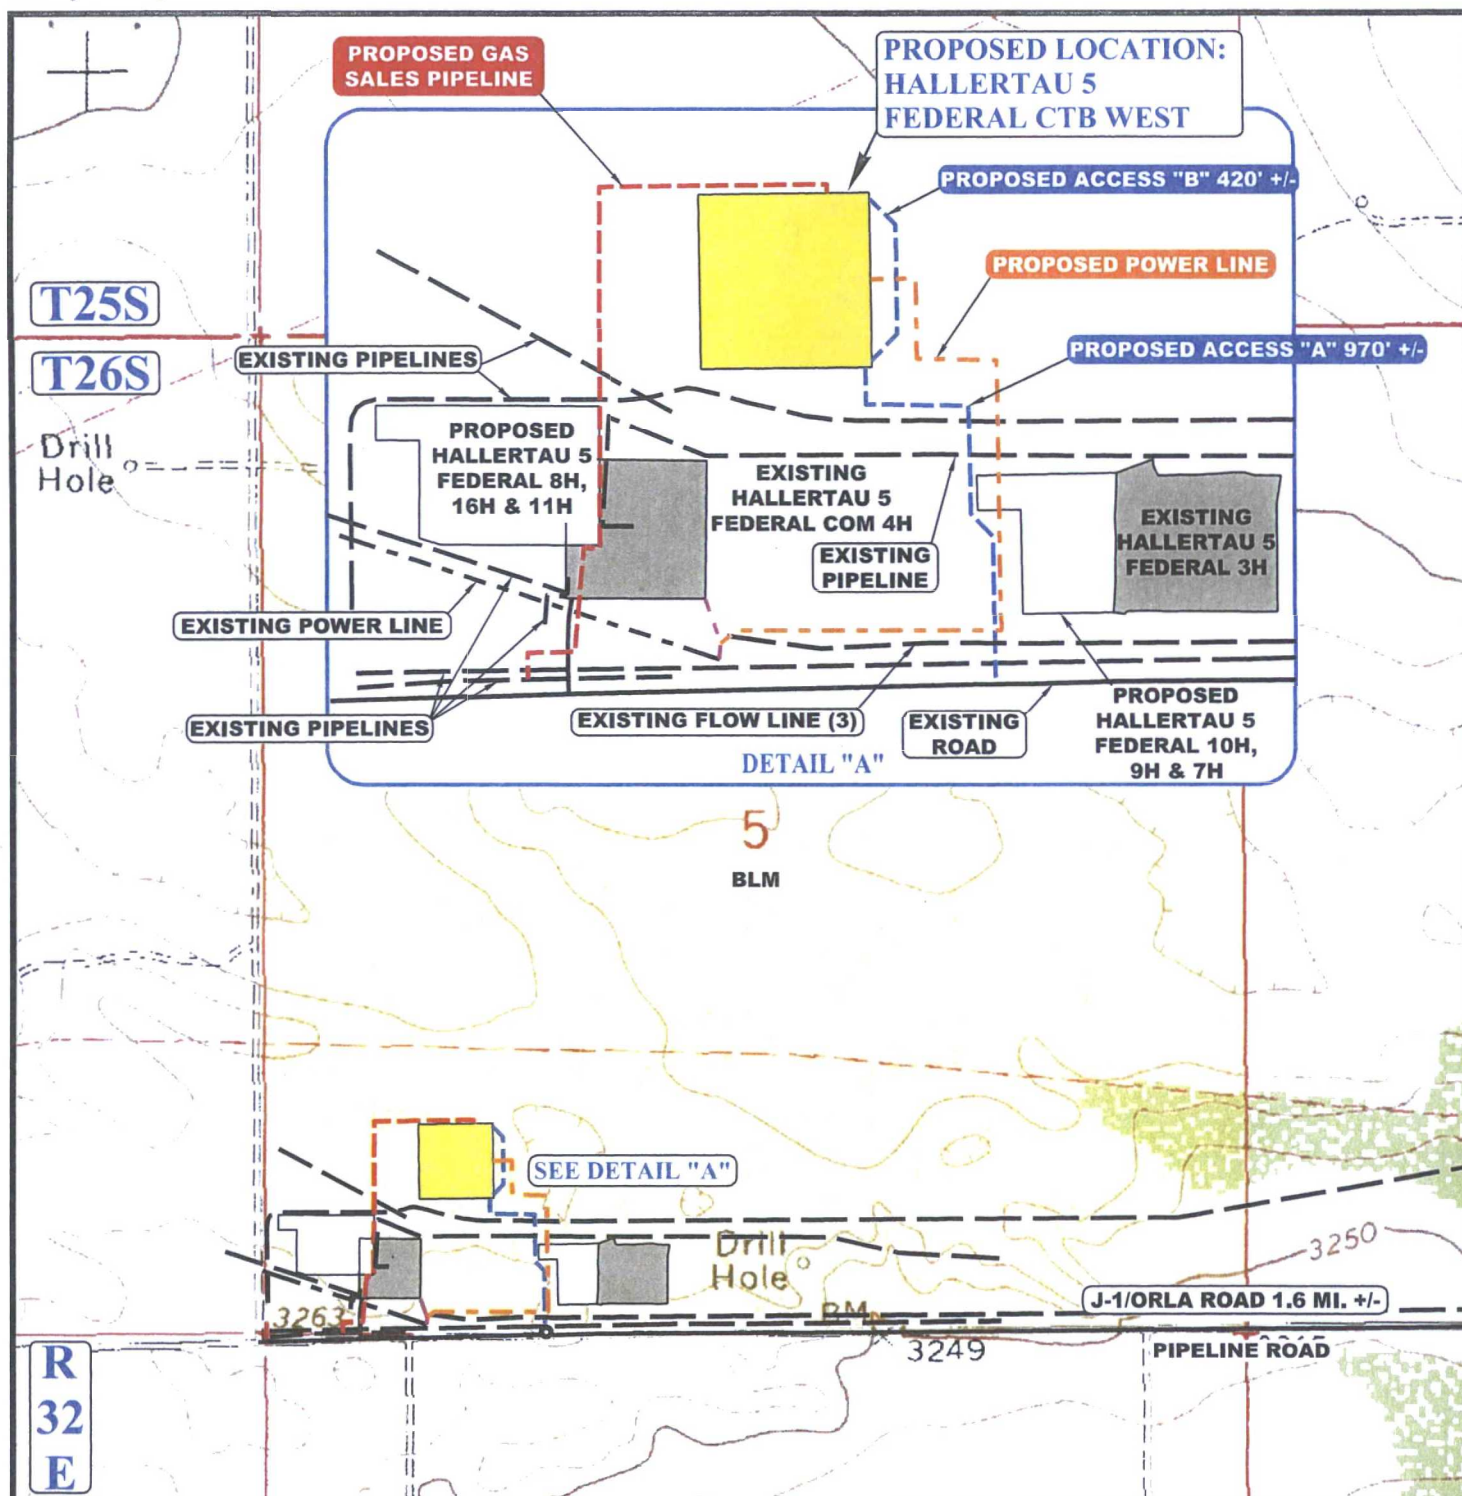 PROPOSED GAS
SALES PIPELINE
PROPOSED LOCATION:
HALLERTAU 5
FEDERAL CTB WEST
PROPOSED ACCESS "B" 420' +/-
PROPOSED POWER LINE
T25S
T26S
PROPOSED ACCESS "A" 970' +/-
EXISTING PIPELINES
Drill
Hole
PROPOSED
HALLERTAU 5
FEDERAL 8H,
16H & 11H
EXISTING
HALLERTAU 5
FEDERAL COM 4H
EXISTING
PIPELINE
EXISTING
HALLERTAU 5
FEDERAL 3H
EXISTING POWER LINE
EXISTING PIPELINES
EXISTING FLOW LINE (3)
EXISTING
ROAD
PROPOSED
HALLERTAU 5
FEDERAL 10H,
9H & 7H
DETAIL "A"
5
BLM
SEE DETAIL "A"
Drill
Hole
3250
3263
BM
J-1/ORLA ROAD 1.6 MI. +/-
3249
PIPELINE ROAD
R
32
E